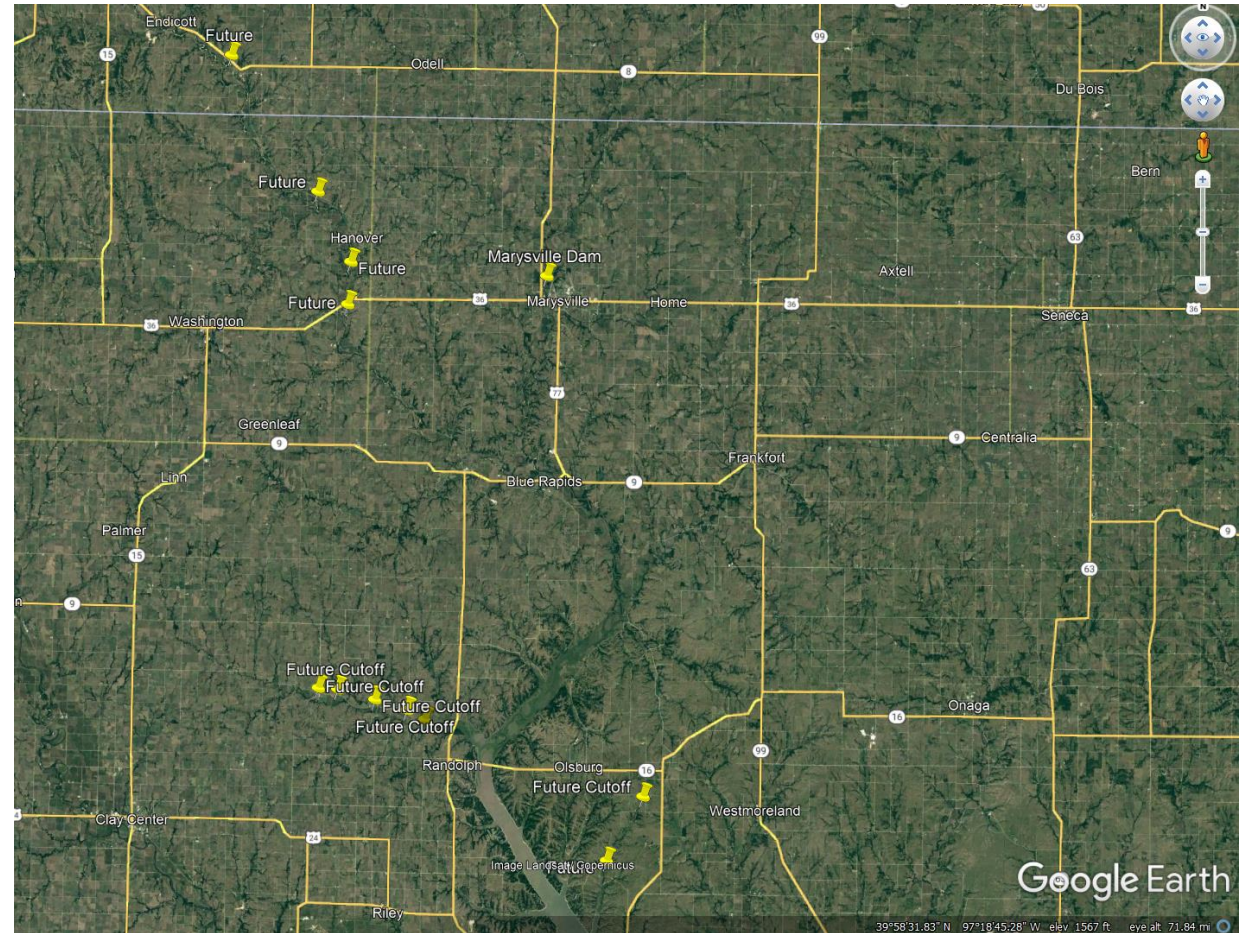 Endicott
Future
15
Odell
8
99
50
Du Bois
N
Bern
Future
Hanover
Future
Future
Marysville Dam
36
Marysville
Home
36
Axtell
63
Seneca
36
36
Washington
77
Greenleaf
9
Linn
Blue Rapids
9
Frankfort
9
Centralia
Palmer
15
9
9
63
Future Cutoff
Future Cutoff
Future Cutoff
Future Cutoff
Onaga
16
99
Randolph
Olsburg
16
Future Cutoff
Westmoreland
Clay Center
24
Image Landsat / Copernicus
Future
Riley
Google Earth
39°58'31.83" N 97°18'45.28" W elev 1567 ft eye alt 71.84 mi